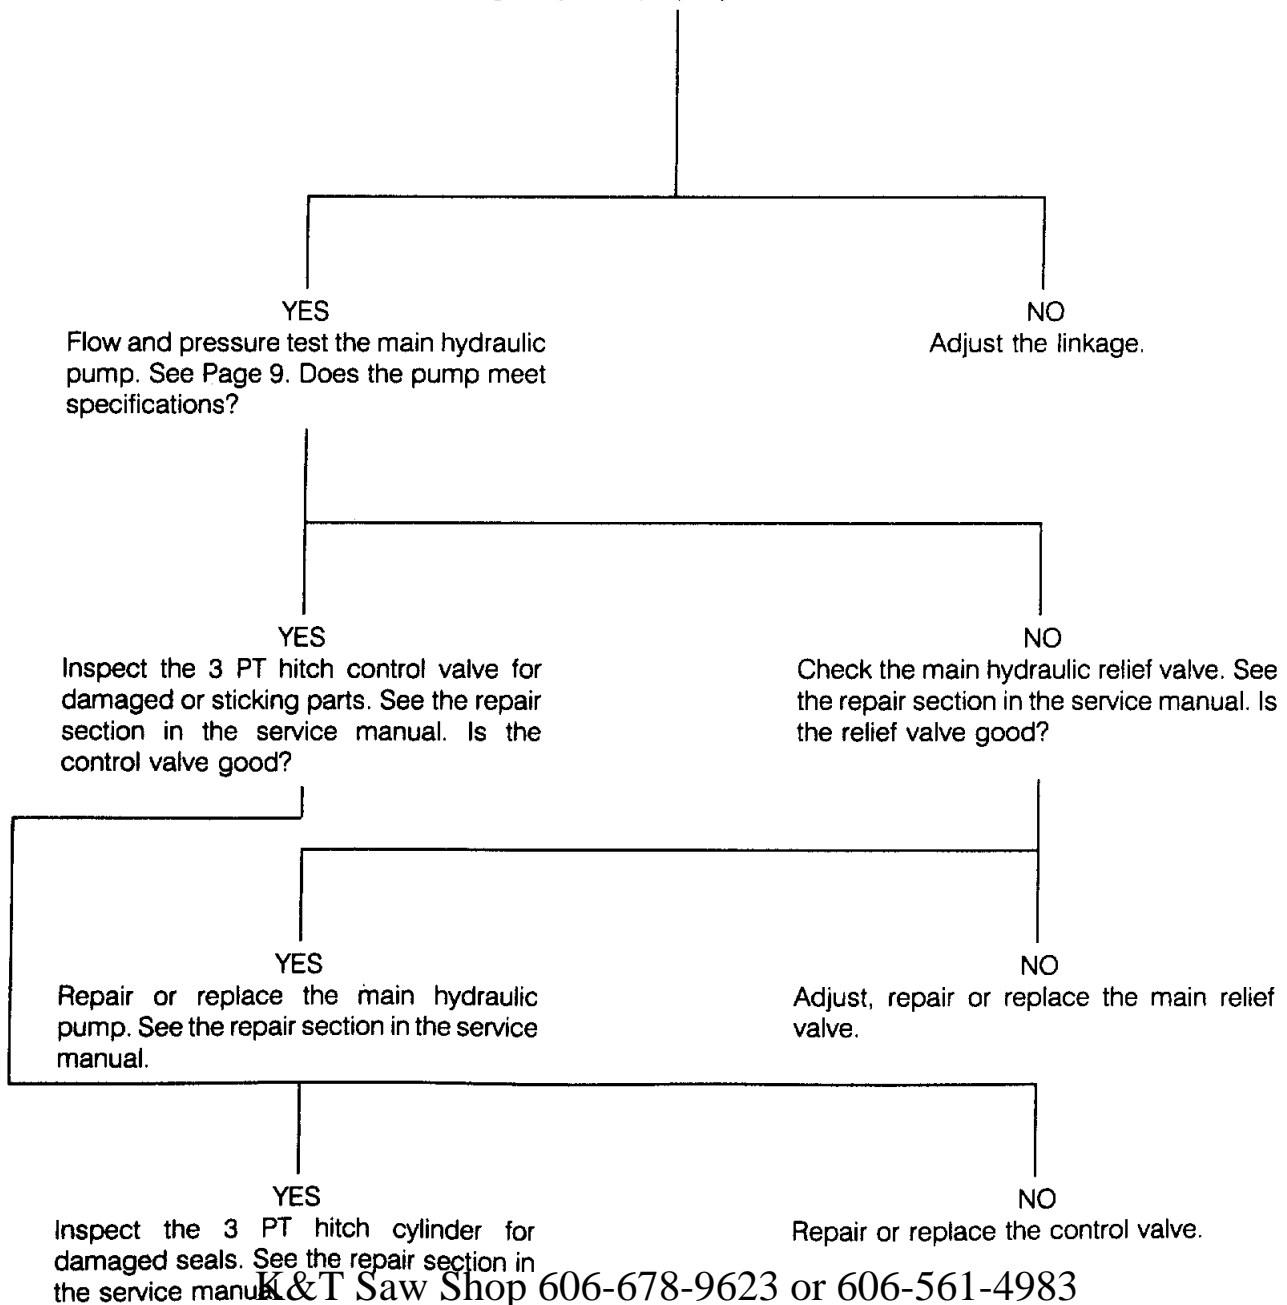 YES
Flow and pressure test the main hydraulic
pump. See Page 9. Does the pump meet
specifications?
NO
Adjust the linkage.
YES
Inspect the 3 PT hitch control valve for
damaged or sticking parts. See the repair
section in the service manual. Is the
control valve good?
NO
Check the main hydraulic relief valve. See
the repair section in the service manual. Is
the relief valve good?
YES
Repair or replace the main hydraulic
pump. See the repair section in the service
manual.
NO
Adjust, repair or replace the main relief
valve.
YES
Inspect the 3 PT hitch cylinder for
damaged seals. See the repair section in
the service manual.
NO
Repair or replace the control valve.
K&T Saw Shop 606-678-9623 or 606-561-4983